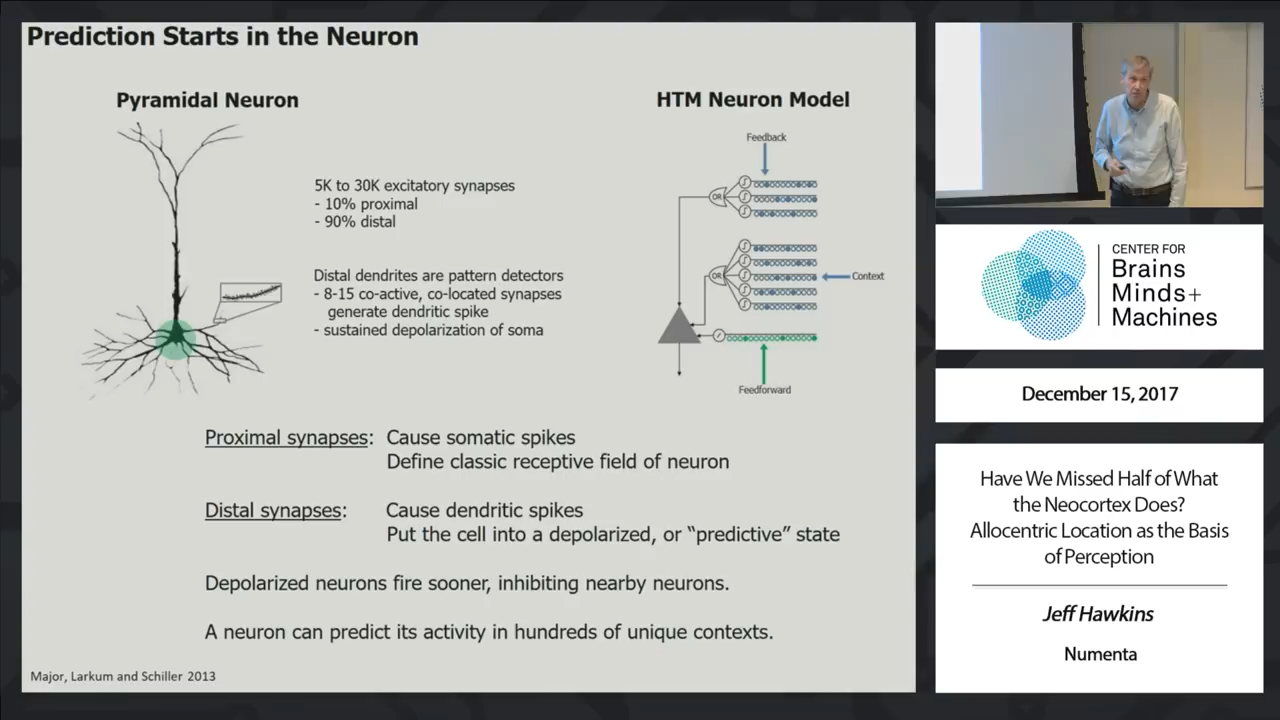 Prediction Starts in the Neuron
Pyramidal Neuron
5K to 30K excitatory synapses
- 10% proximal
- 90% distal
Distal dendrites are pattern detectors
- 8-15 co-active, co-located synapses
generate dendritic spike
- sustained depolarization of soma
HTM Neuron Model
Feedback
OR
OR
Context
Feedforward
Proximal synapses: Cause somatic spikes
Define classic receptive field of neuron
Distal synapses: Cause dendritic spikes
Put the cell into a depolarized, or “predictive” state
Depolarized neurons fire sooner, inhibiting nearby neurons.
A neuron can predict its activity in hundreds of unique contexts.
Major, Larkum and Schiller 2013
CENTER FOR
Brains
Minds+
Machines
December 15, 2017
Have We Missed Half of What
the Neocortex Does?
Allocentric Location as the Basis
of Perception
Jeff Hawkins
Numenta